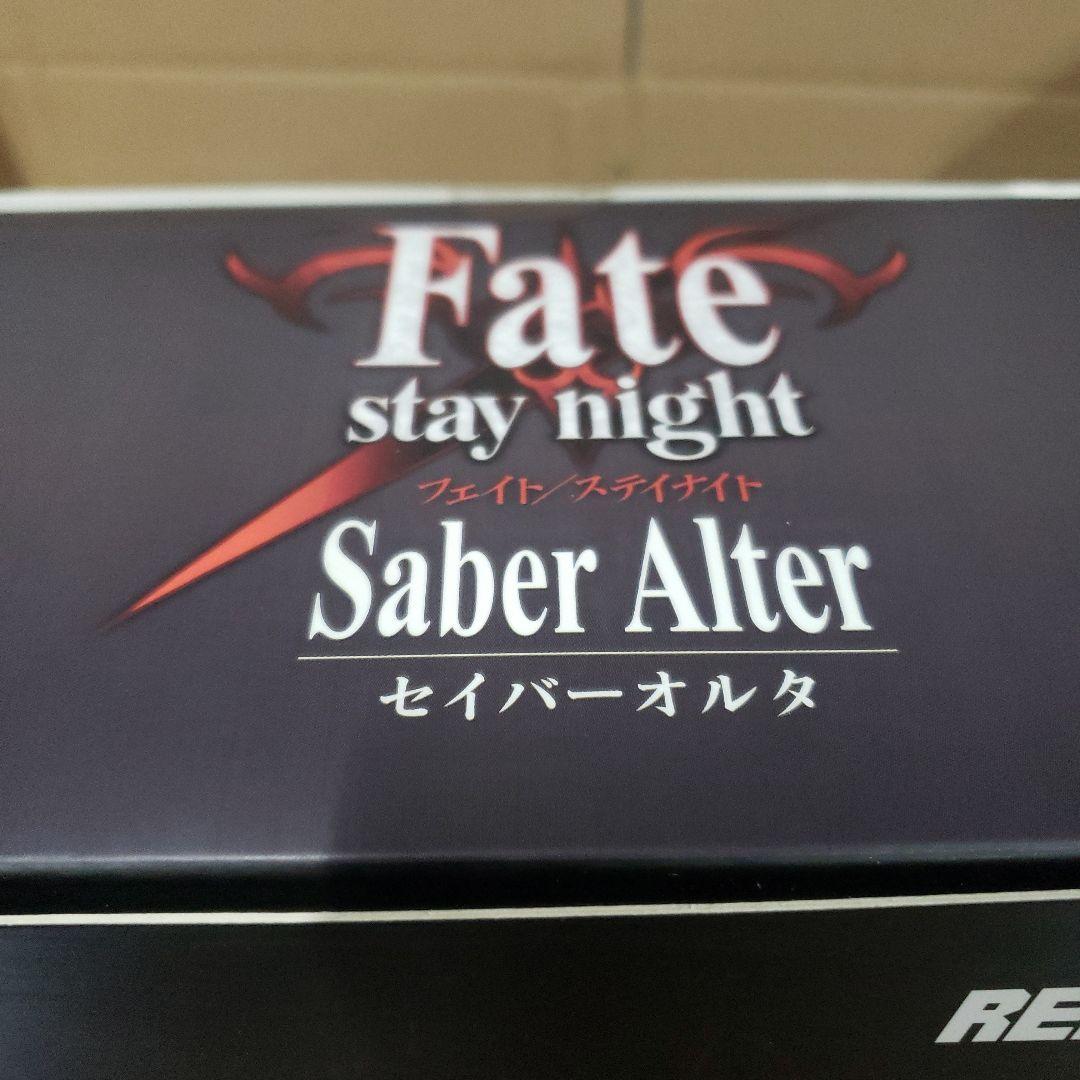 Fate
stay night
フェイト/ステイナイト
Saber Alter
セイバーオルタ